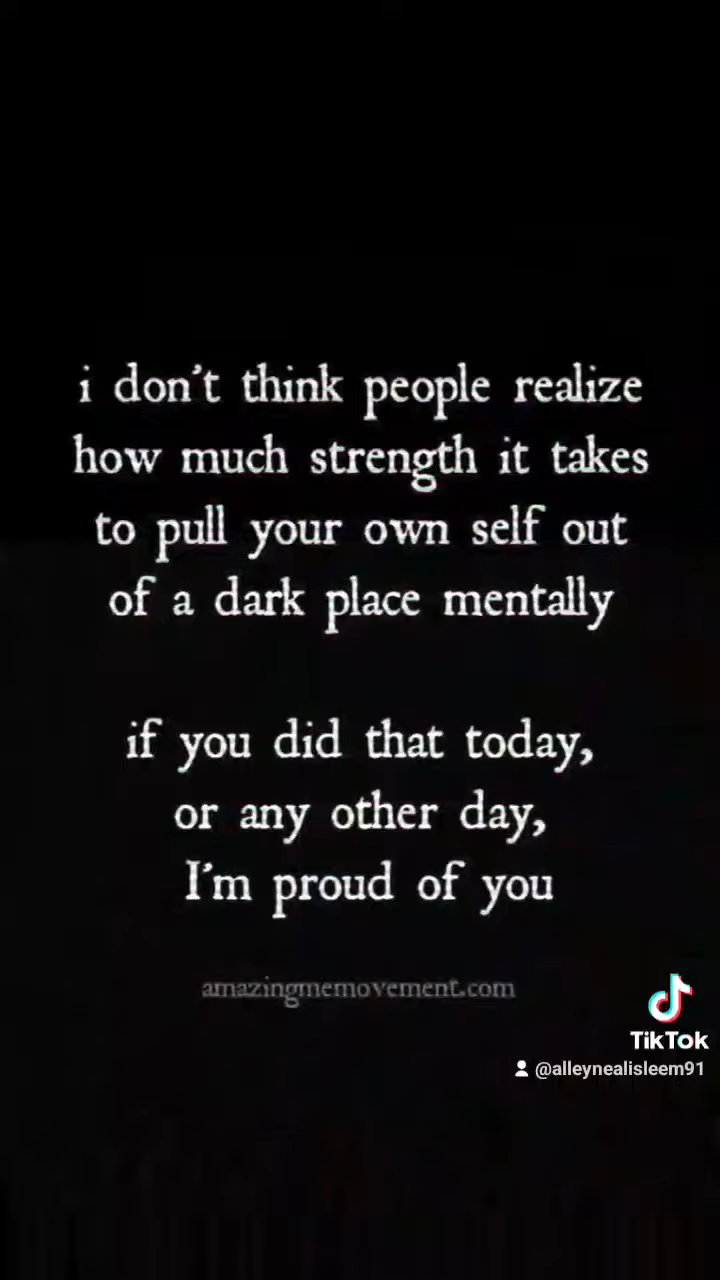 i don't think people realize
how much strength it takes
to pull your own self out
of a dark place mentally
if you did that today,
or any other day,
I'm proud of you
amazingmemovement.com
TikTok
@alleynealisleem91